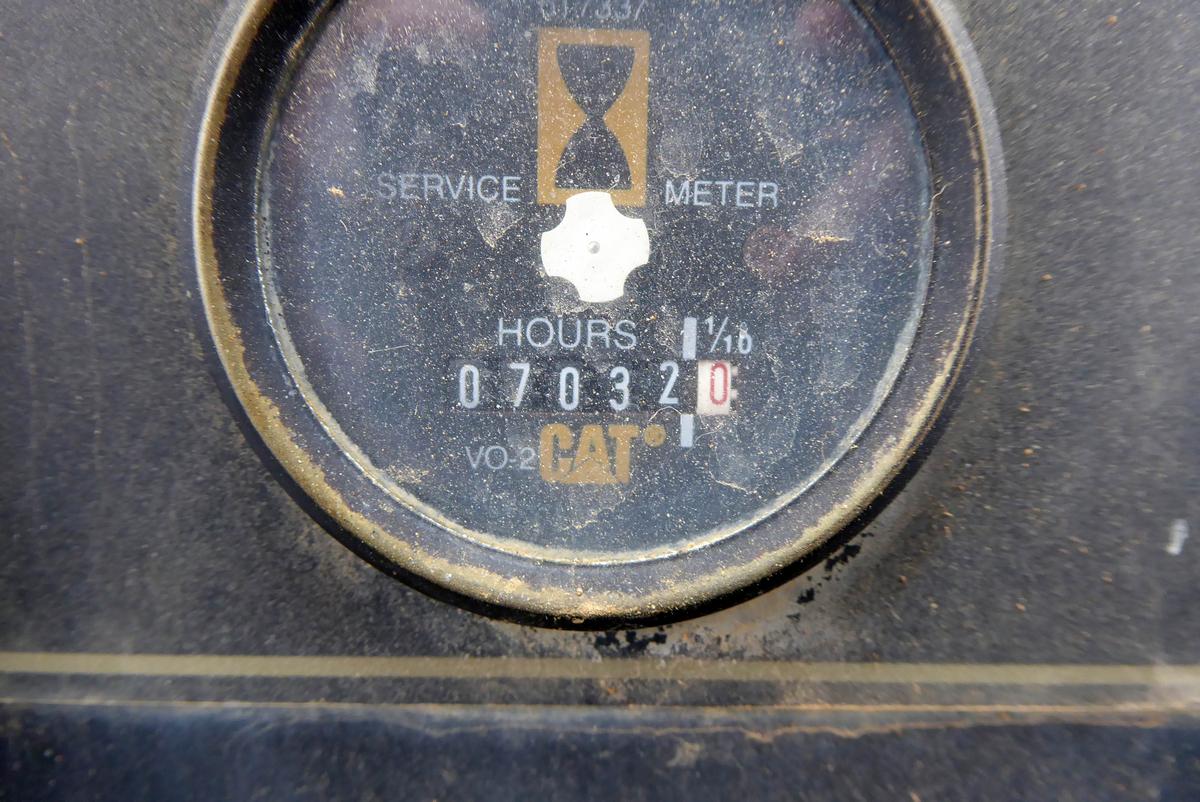 SERVICE METER
HOURS 1/10
070320
VO-2 CAT®